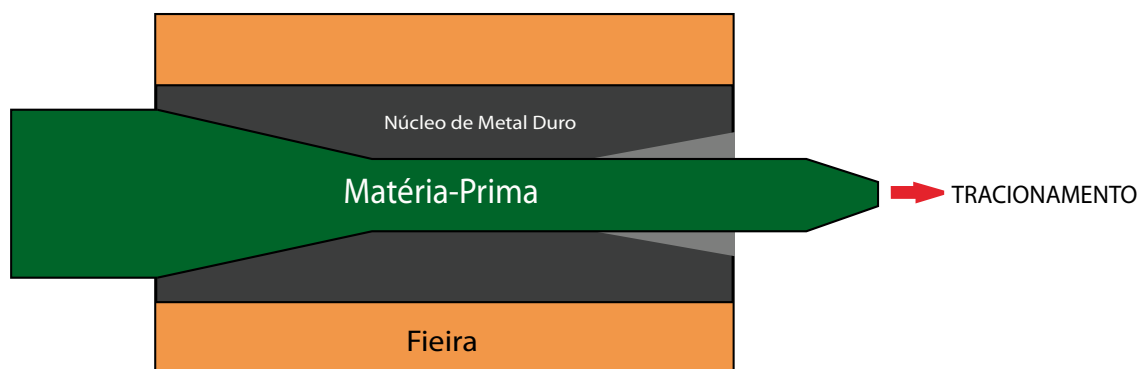 Núcleo de Metal Duro
Matéria-Prima
TRACIONAMENTO
Fieira